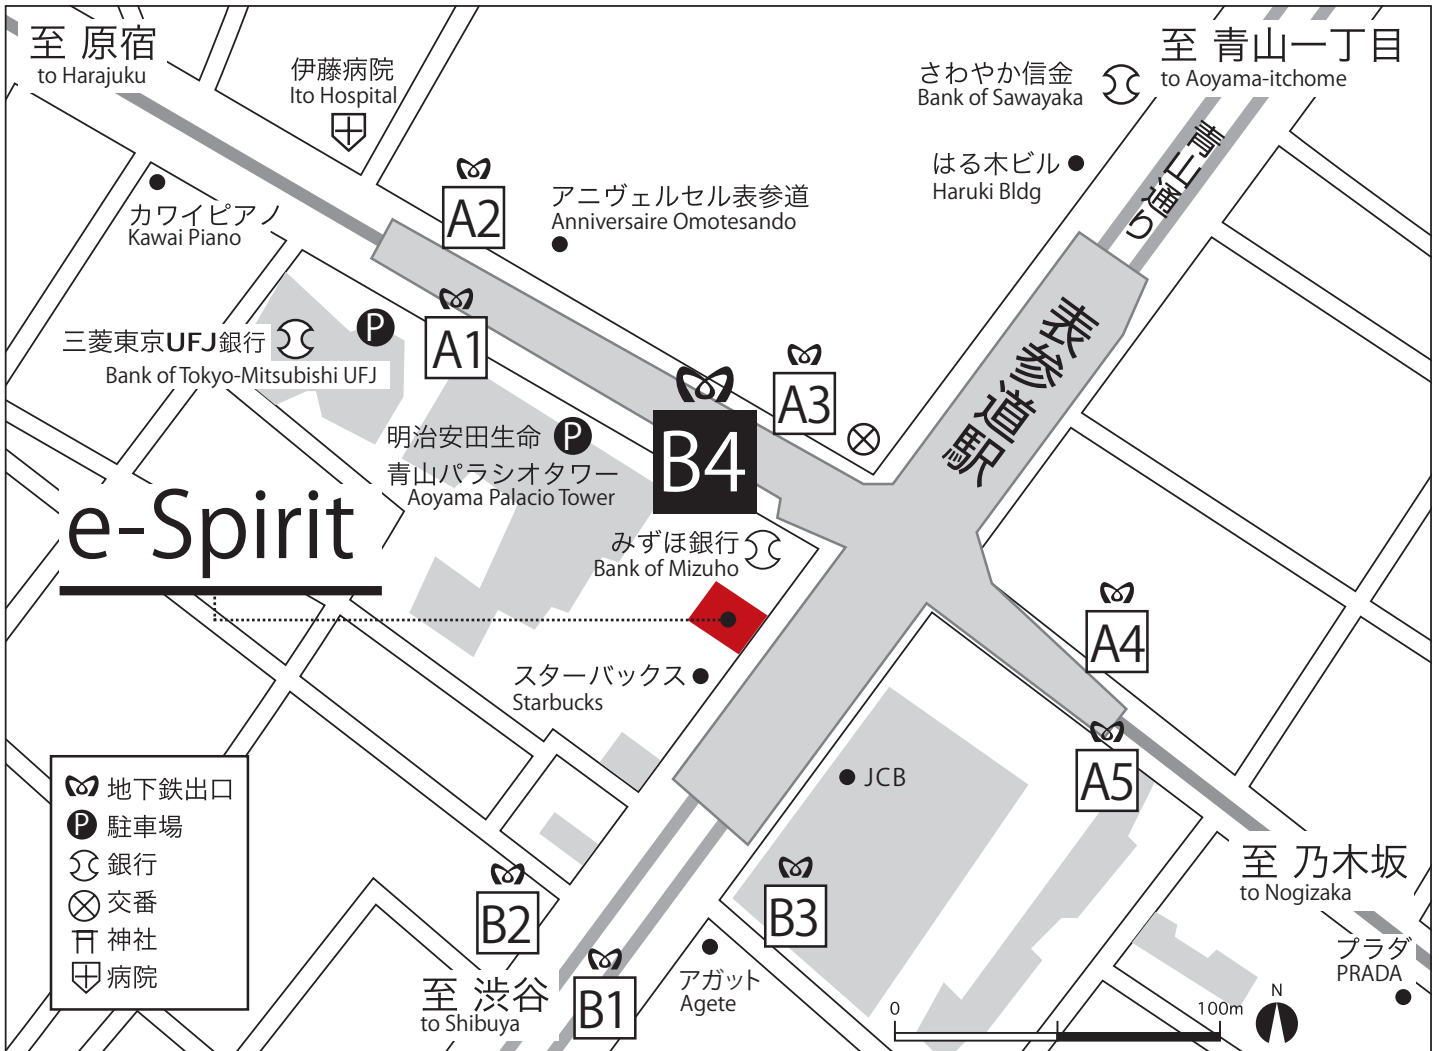 至 原宿
to Harajuku
伊藤病院
Ito Hospital
さわやか信金
Bank of Sawayaka
至 青山一丁目
to Aoyama-itchome
青山通り
はる木ビル
Haruki Bldg
カワイピアノ
Kawai Piano
A2
アニヴェルセル表参道
Anniversaire Omotesando
三菱東京UFJ銀行
Bank of Tokyo-Mitsubishi UFJ
P
A1
A3
表参道駅
B4
明治安田生命
P
青山パラシオタワー
Aoyama Palacio Tower
e-Spirit
みずほ銀行
Bank of Mizuho
スターバックス
Starbucks
A4
A5
JCB
地下鉄出口
P 駐車場
銀行
交番
神社
病院
B2
B3
至 乃木坂
to Nogizaka
プラダ
PRADA
至 渋谷
to Shibuya
B1
アガット
Agete
0
100m
N